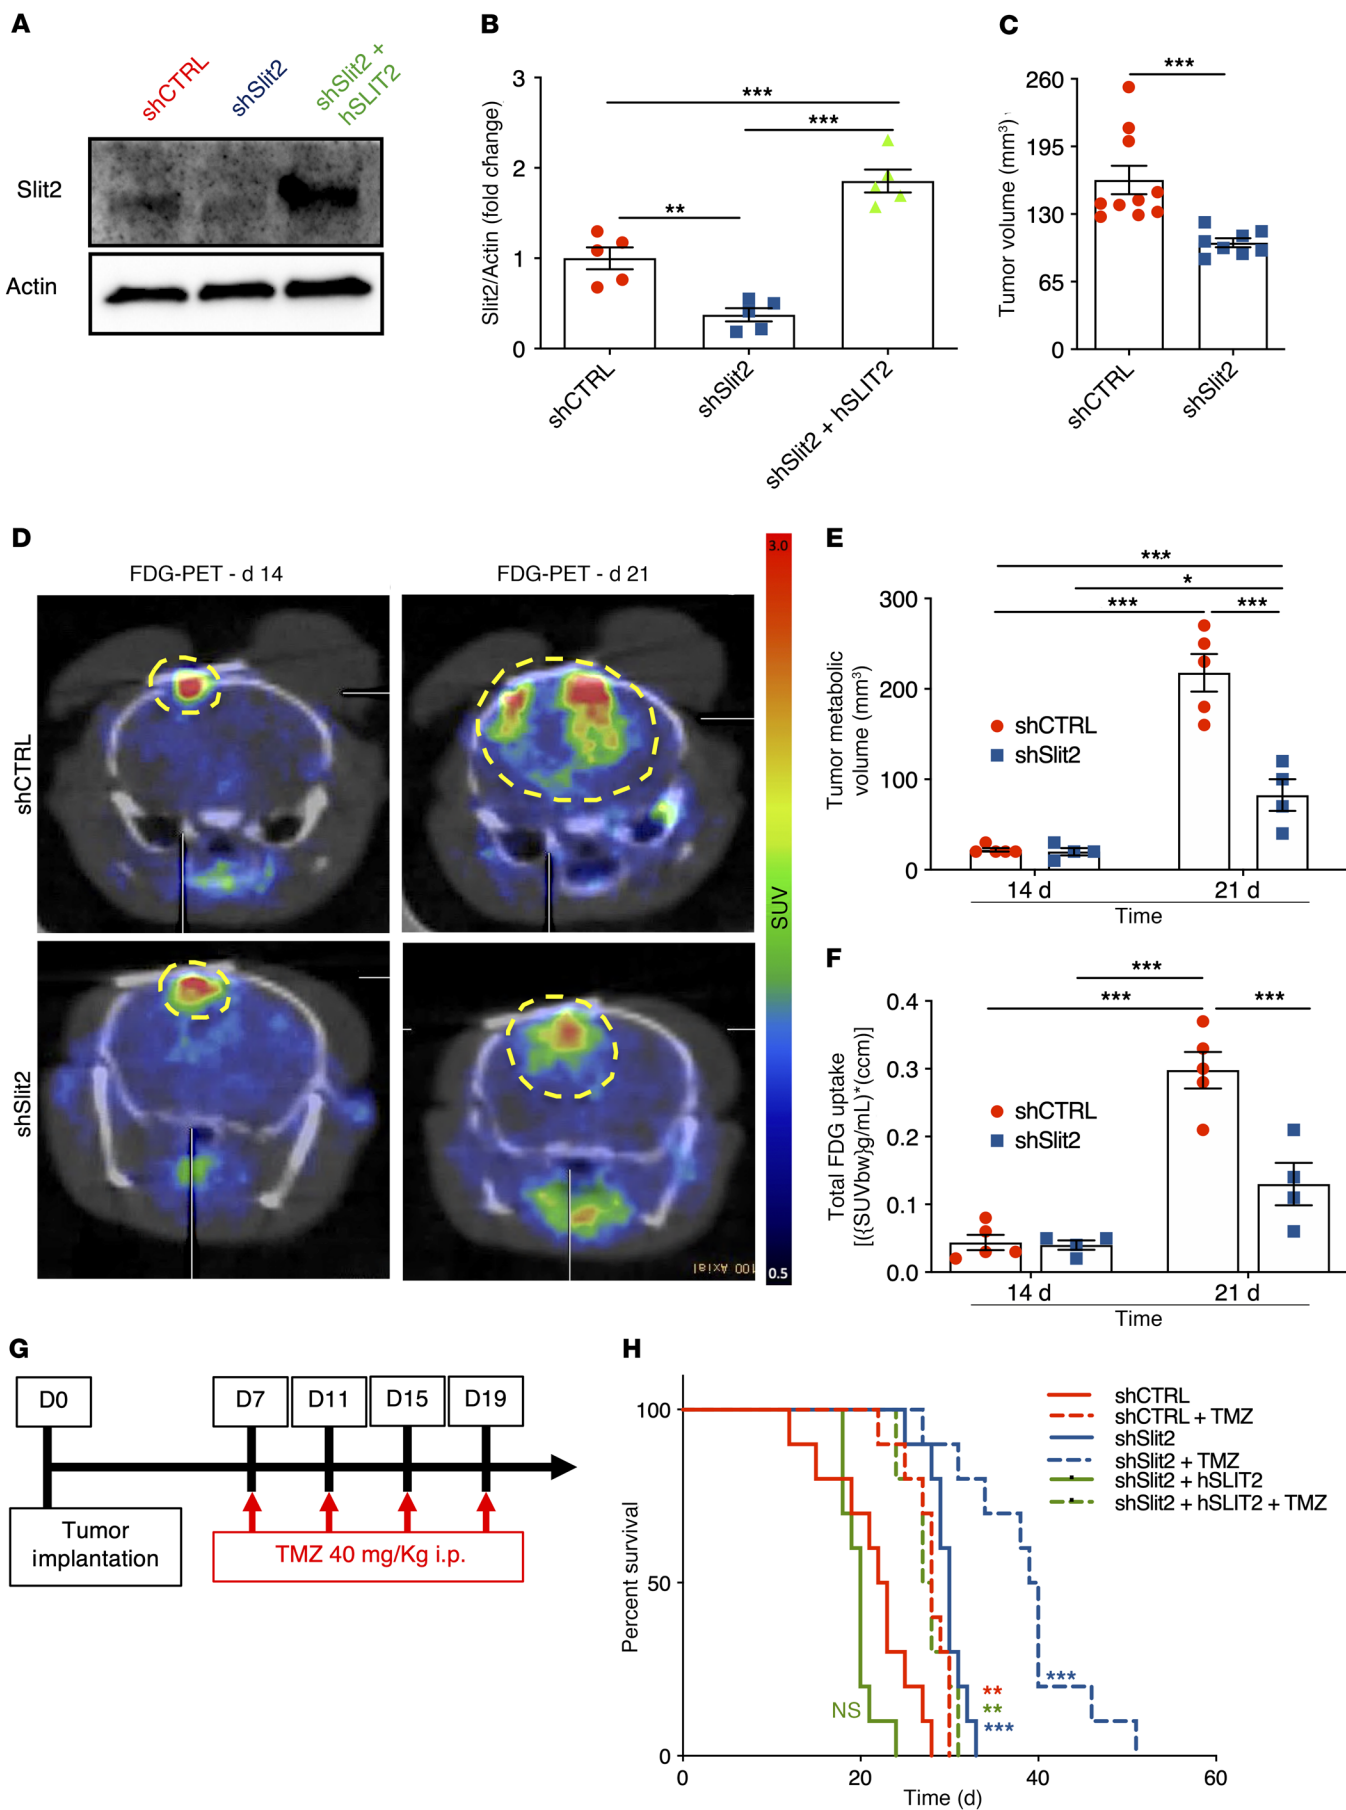 A
shCTRL
shSlit2
shSlit2 +
hSLIT2
Slit2
Actin
B
Slit2/Actin (fold change)
3
2
1
0
***
***
**
shCTRL
shSlit2
shSlit2 + hSLIT2
C
Tumor volume (mm³)
260
195
130
65
0
***
shCTRL
shSlit2
D
FDG-PET - d 14
FDG-PET - d 21
shCTRL
shSlit2
3.0
SUV
0.5
100 Axial
E
Tumor metabolic
volume (mm³)
300
200
100
0
***
*
***
***
shCTRL
shSlit2
14 d
21 d
Time
F
Total FDG uptake
[({SUVbw}g/mL)*(ccm)]
0.4
0.3
0.2
0.1
0.0
***
***
***
shCTRL
shSlit2
14 d
21 d
Time
G
D0
D7
D11
D15
D19
Tumor
implantation
TMZ 40 mg/Kg i.p.
H
Percent survival
100
50
0
shCTRL
shCTRL + TMZ
shSlit2
shSlit2 + TMZ
shSlit2 + hSLIT2
shSlit2 + hSLIT2 + TMZ
***
NS
**
**
***
0
20
40
60
Time (d)